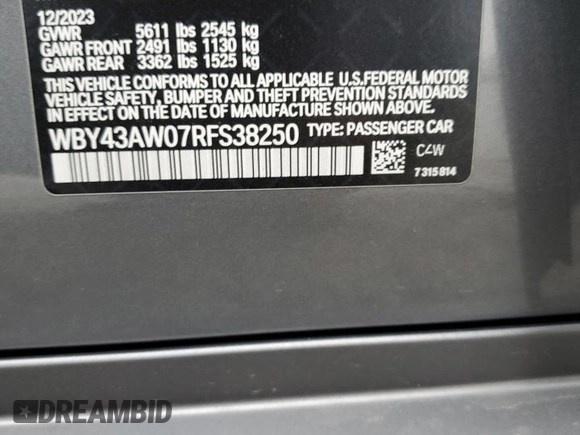 12/2023
GVWR 5611 lbs 2545 kg
GAWR FRONT 2491 lbs 1130 kg
GAWR REAR 3362 lbs 1525 kg
THIS VEHICLE CONFORMS TO ALL APPLICABLE U.S.FEDERAL MOTOR
VEHICLE SAFETY, BUMPER AND THEFT PREVENTION STANDARDS
IN EFFECT ON THE DATE OF MANUFACTURE SHOWN ABOVE.
WBY43AW07RFS38250 TYPE: PASSENGER CAR
C4W
7315814
DREAMBID